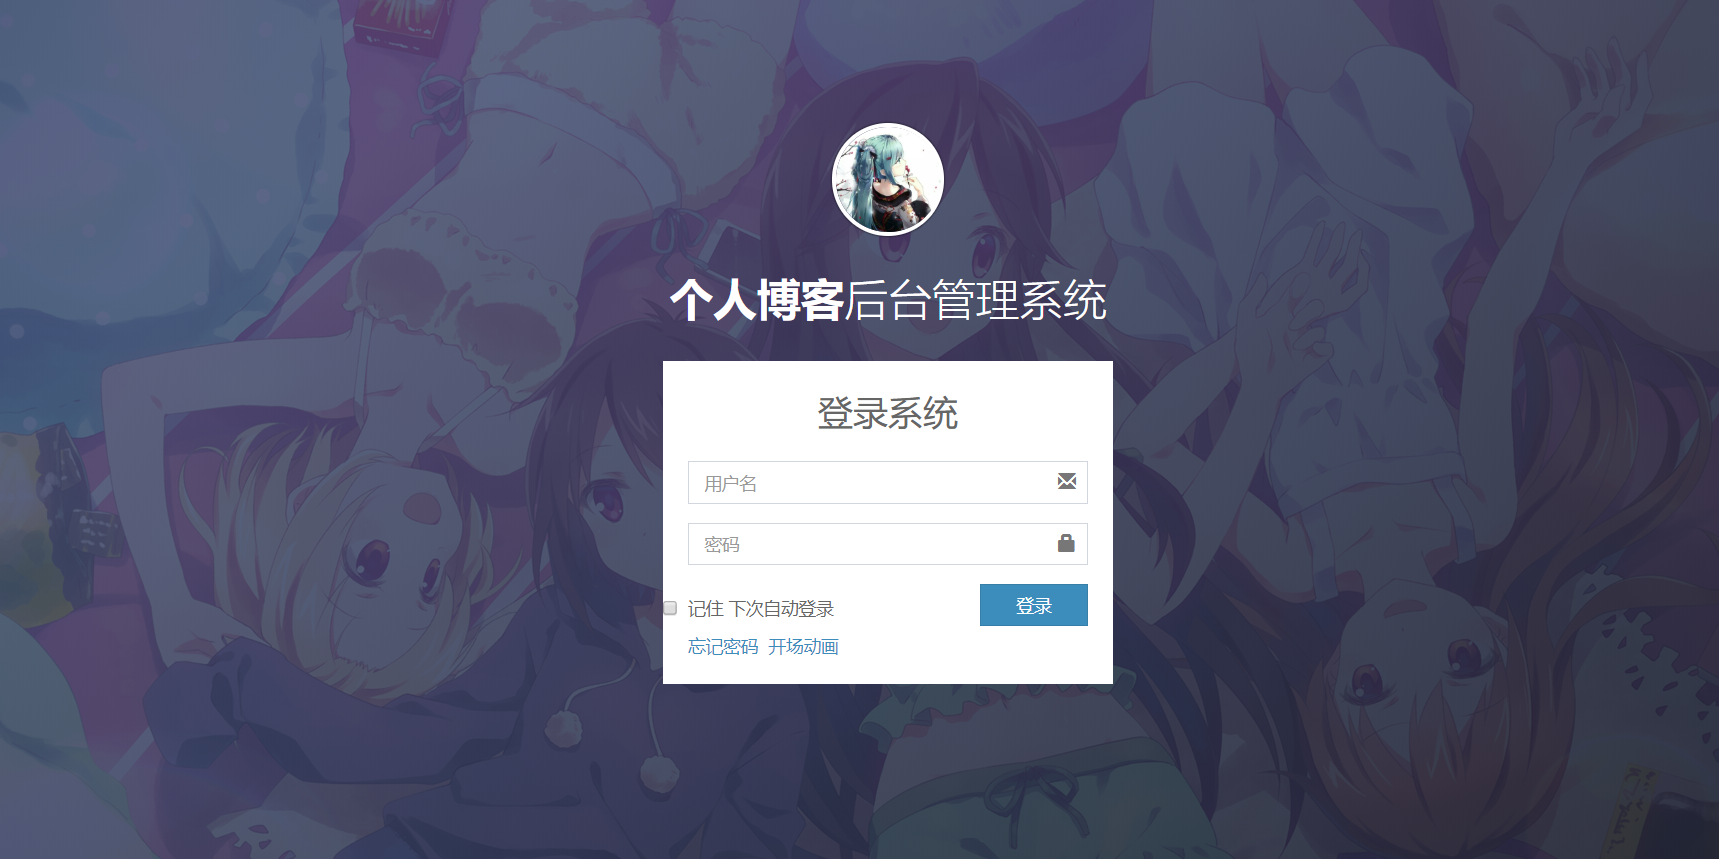 个人博客后台管理系统
登录系统
用户名
密码
记住 下次自动登录
登录
忘记密码 开场动画